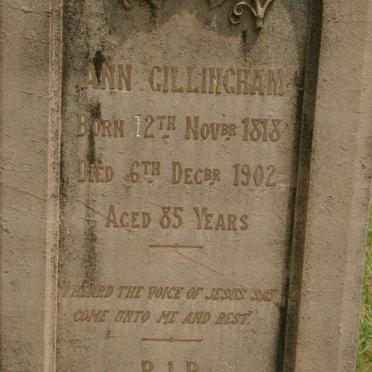 ANN GILLINGHAM
BORN 12TH NOVBR 1818
DIED 6TH DECBR 1902
AGED 85 YEARS
I HEARD THE VOICE OF JESUS SAY
COME UNTO ME AND REST.
R.I.P.